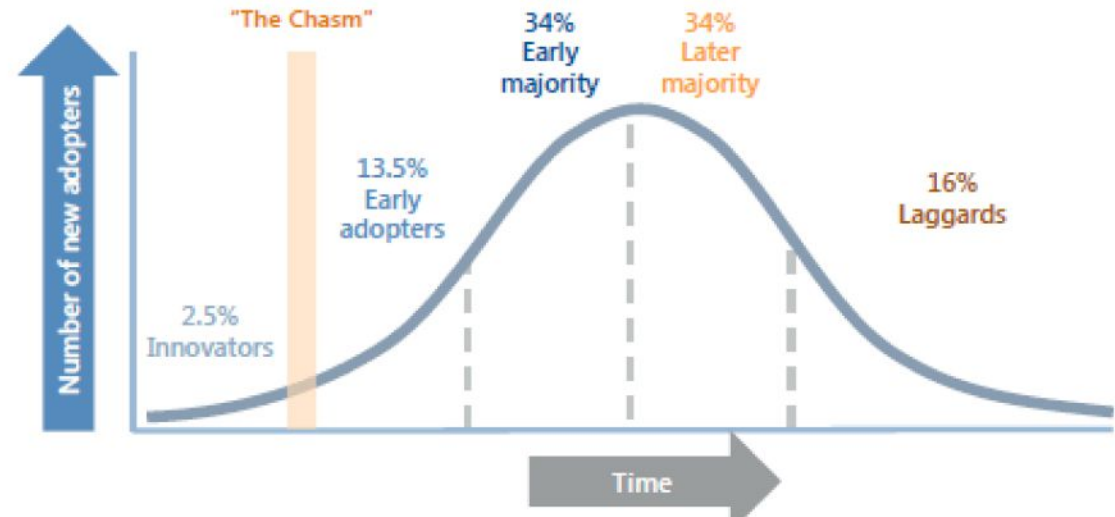 "The Chasm"
34%
Early
majority
34%
Later
majority
13.5%
Early
adopters
16%
Laggards
2.5%
Innovators
Number of new adopters
Time